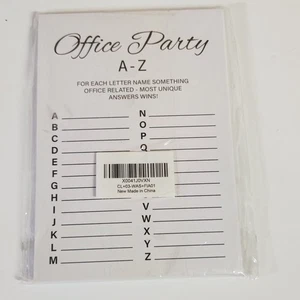 Office Party
A-Z
FOR EACH LETTER NAME SOMETHING
OFFICE RELATED - MOST UNIQUE
ANSWERS WINS!
A
B
C
D
E
F
G
H
I
J
K
L
M
N
O
P
Q
V
W
X
Y
Z
New Made in China